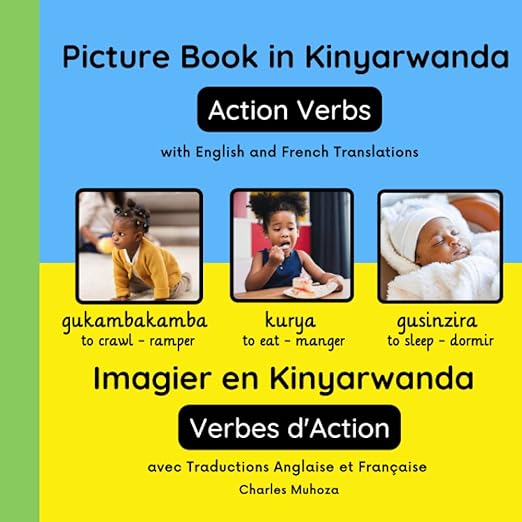 Picture Book in Kinyarwanda
Action Verbs
with English and French Translations
gukambakamba
to crawl - ramper
kurya
to eat - manger
gusinzira
to sleep - dormir
Imagier en Kinyarwanda
Verbes d'Action
avec Traductions Anglaise et Française
Charles Muhoza